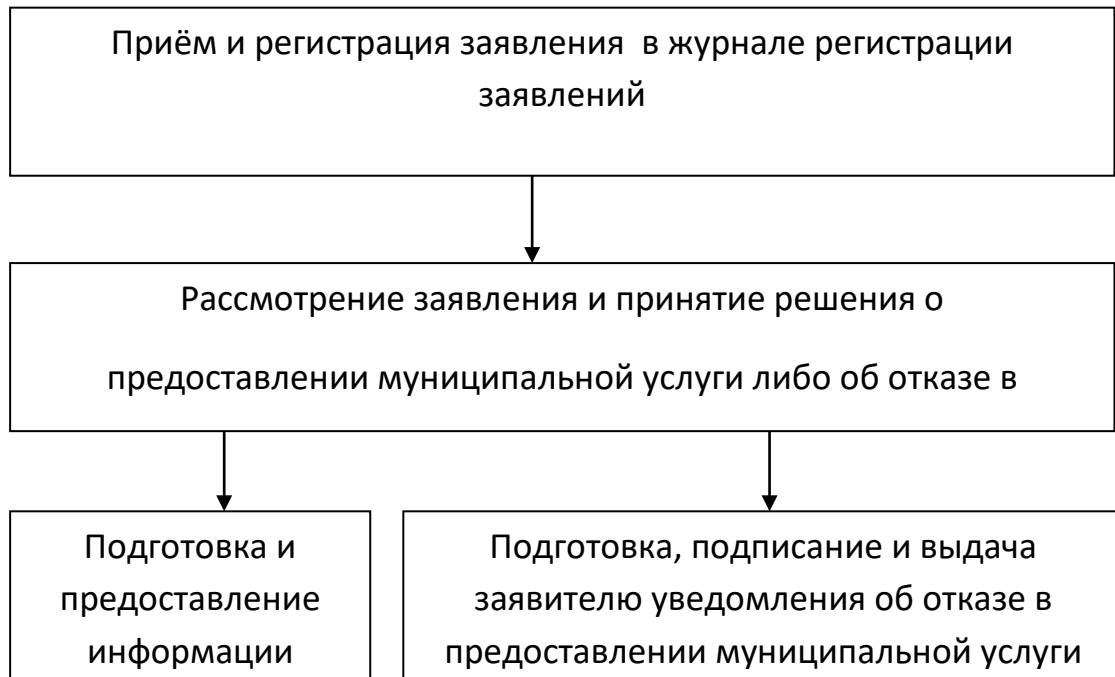 Приём и регистрация заявления  в журнале регистрации
заявлений
Рассмотрение заявления и принятие решения о
предоставлении муниципальной услуги либо об отказе в
Подготовка и
предоставление
информации
Подготовка, подписание и выдача
заявителю уведомления об отказе в
предоставлении муниципальной услуги